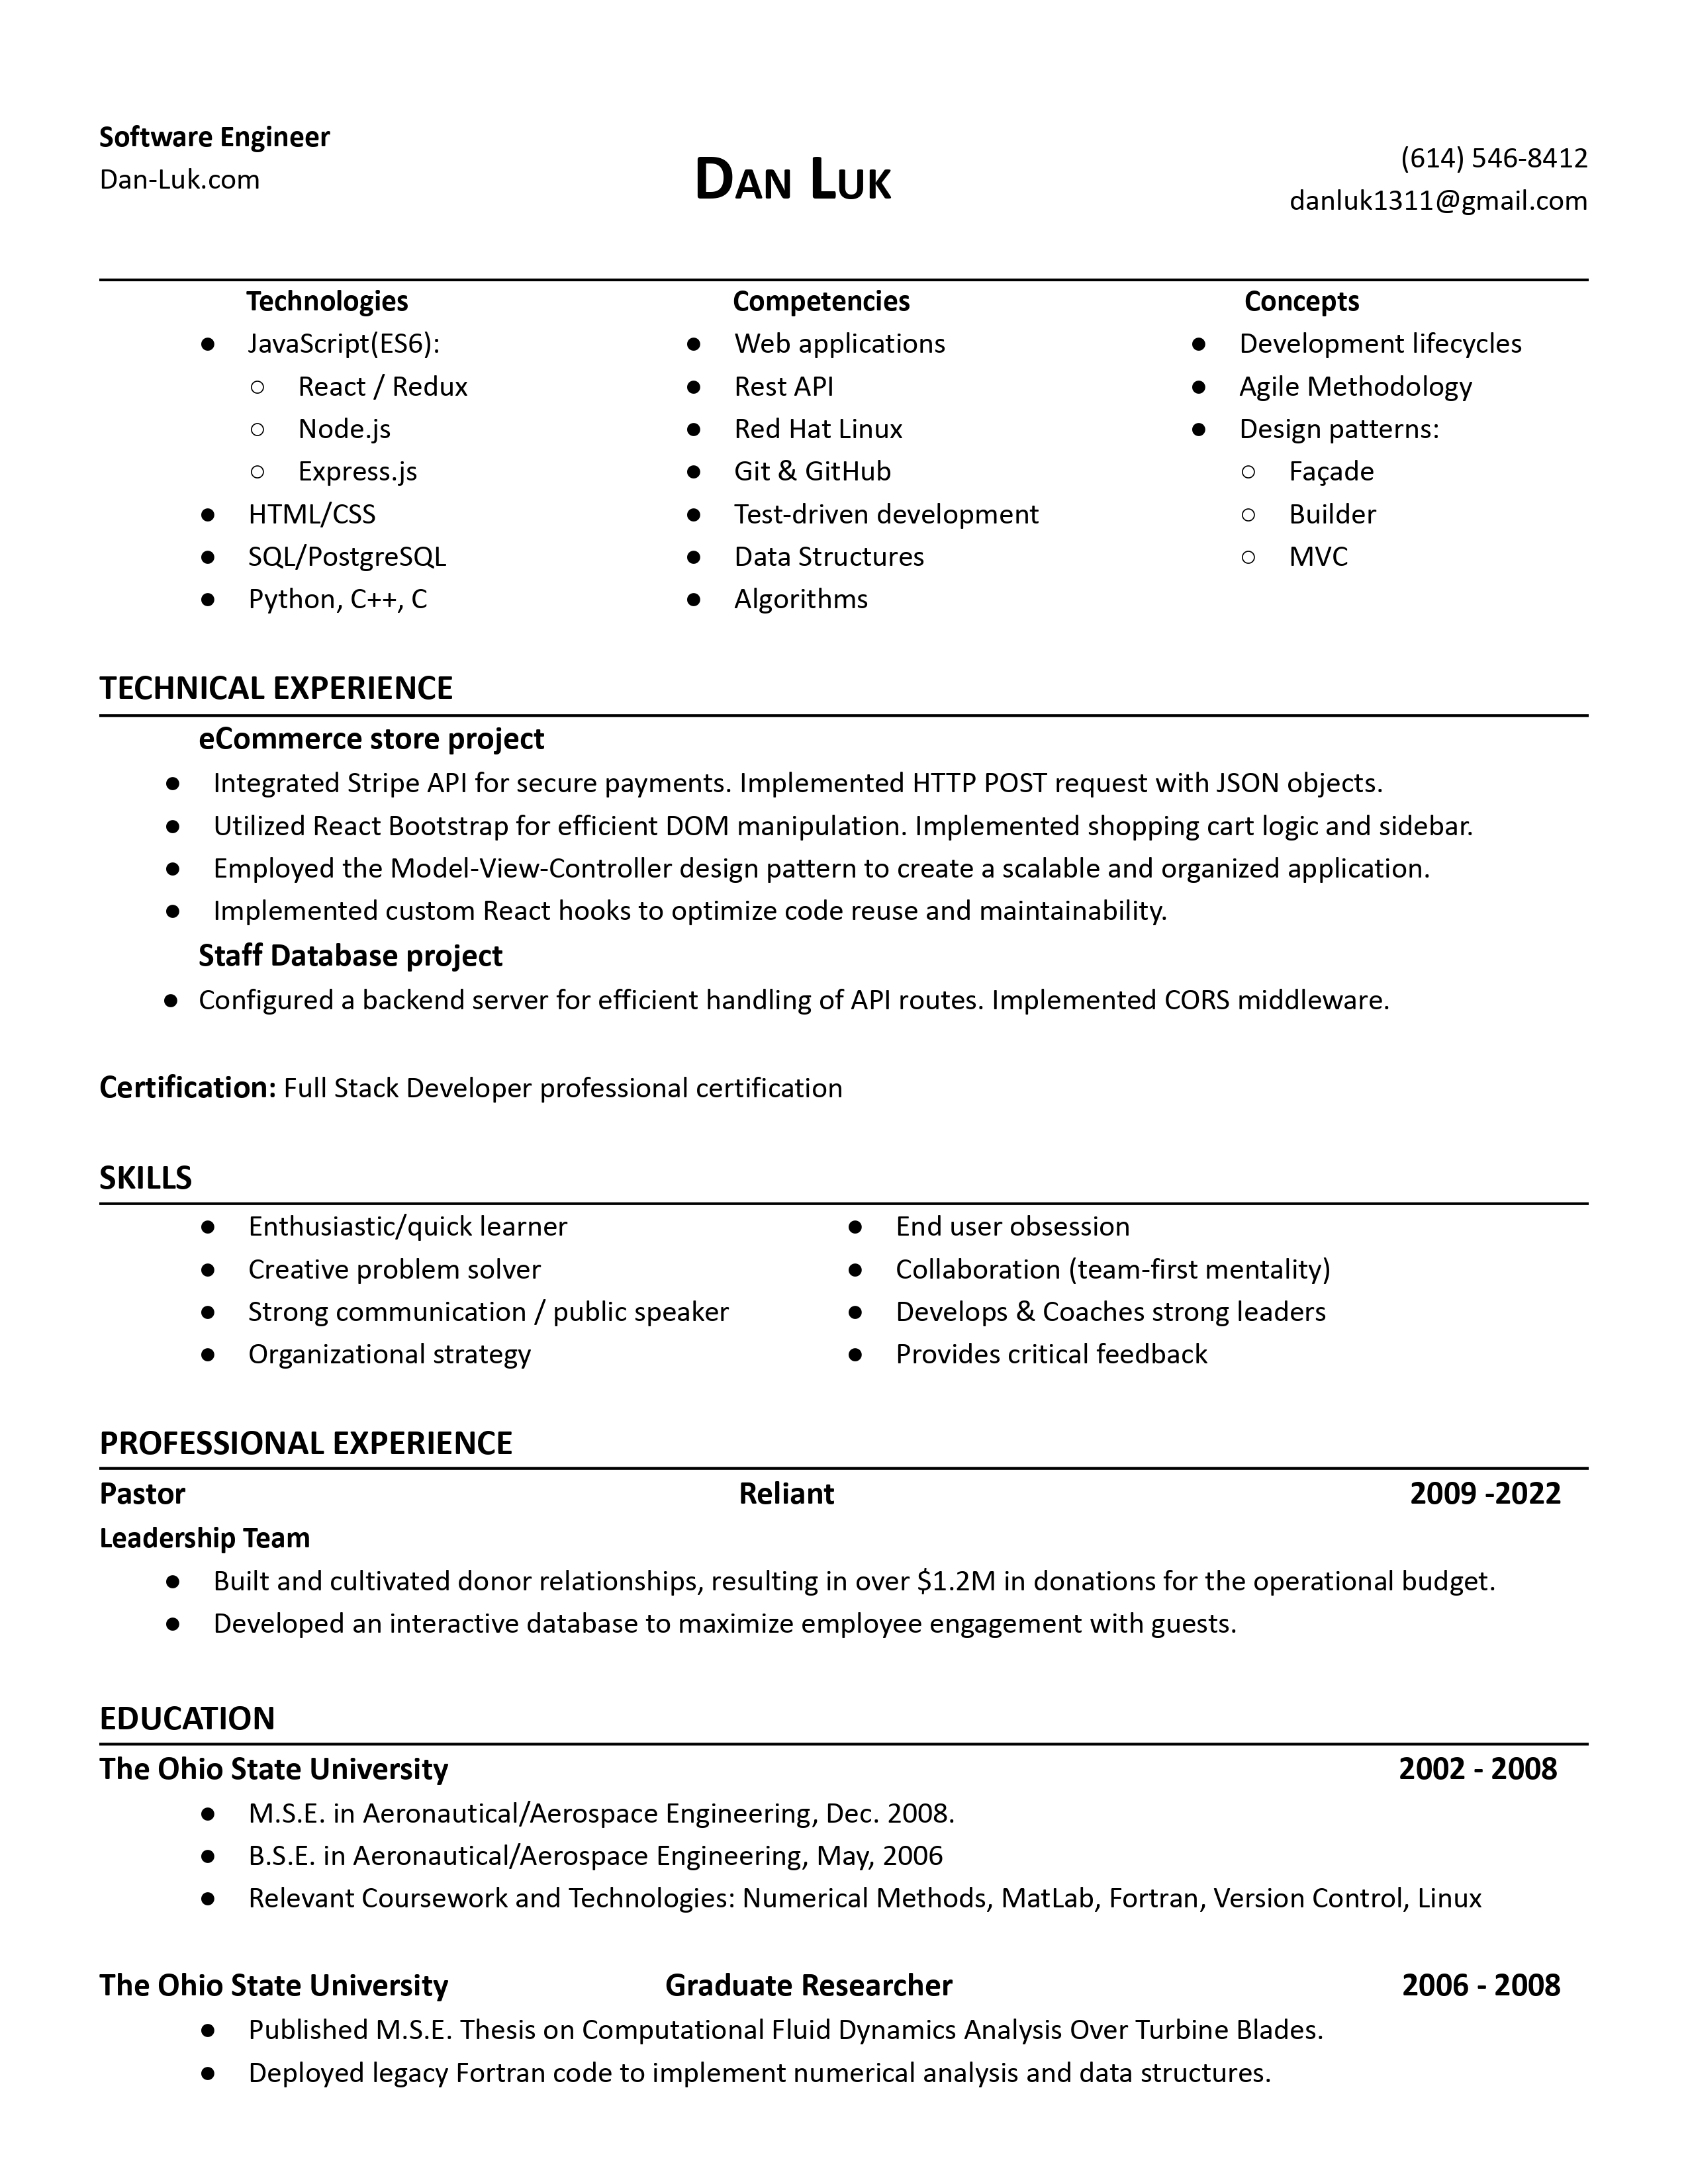 Software Engineer
Dan-Luk.com
DAN LUK
(614) 546-8412
danluk1311@gmail.com
Technologies
● JavaScript(ES6):
○ React / Redux
○ Node.js
○ Express.js
● HTML/CSS
● SQL/PostgreSQL
● Python, C++, C
Competencies
● Web applications
● Rest API
● Red Hat Linux
● Git & GitHub
● Test-driven development
● Data Structures
● Algorithms
Concepts
● Development lifecycles
● Agile Methodology
● Design patterns:
○ Façade
○ Builder
○ MVC
TECHNICAL EXPERIENCE
eCommerce store project
● Integrated Stripe API for secure payments. Implemented HTTP POST request with JSON objects.
● Utilized React Bootstrap for efficient DOM manipulation. Implemented shopping cart logic and sidebar.
● Employed the Model-View-Controller design pattern to create a scalable and organized application.
● Implemented custom React hooks to optimize code reuse and maintainability.
Staff Database project
● Configured a backend server for efficient handling of API routes. Implemented CORS middleware.
Certification: Full Stack Developer professional certification
SKILLS
● Enthusiastic/quick learner
● Creative problem solver
● Strong communication / public speaker
● Organizational strategy
● End user obsession
● Collaboration (team-first mentality)
● Develops & Coaches strong leaders
● Provides critical feedback
PROFESSIONAL EXPERIENCE
Pastor Reliant 2009 -2022
Leadership Team
● Built and cultivated donor relationships, resulting in over $1.2M in donations for the operational budget.
● Developed an interactive database to maximize employee engagement with guests.
EDUCATION
The Ohio State University 2002 - 2008
● M.S.E. in Aeronautical/Aerospace Engineering, Dec. 2008.
● B.S.E. in Aeronautical/Aerospace Engineering, May, 2006
● Relevant Coursework and Technologies: Numerical Methods, MatLab, Fortran, Version Control, Linux
The Ohio State University Graduate Researcher 2006 - 2008
● Published M.S.E. Thesis on Computational Fluid Dynamics Analysis Over Turbine Blades.
● Deployed legacy Fortran code to implement numerical analysis and data structures.